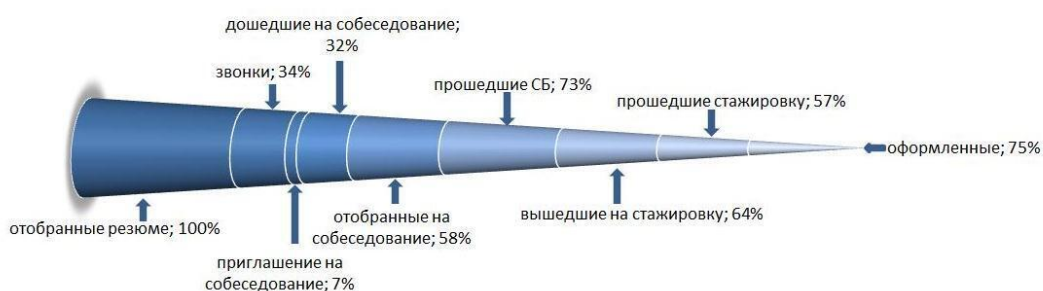 дошедшие на собеседование;
32%
звонки; 34%
прошедшие СБ; 73%
прошедшие стажировку; 57%
оформленные; 75%
отобранные резюме; 100%
приглашение на
собеседование; 7%
отобранные на
собеседование; 58%
вышедшие на стажировку; 64%